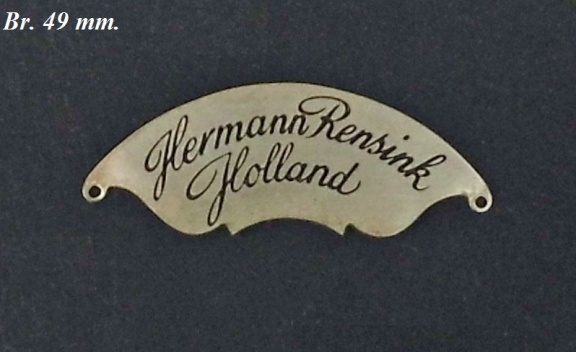 Br. 49 mm.
Hermann Rensink
Holland